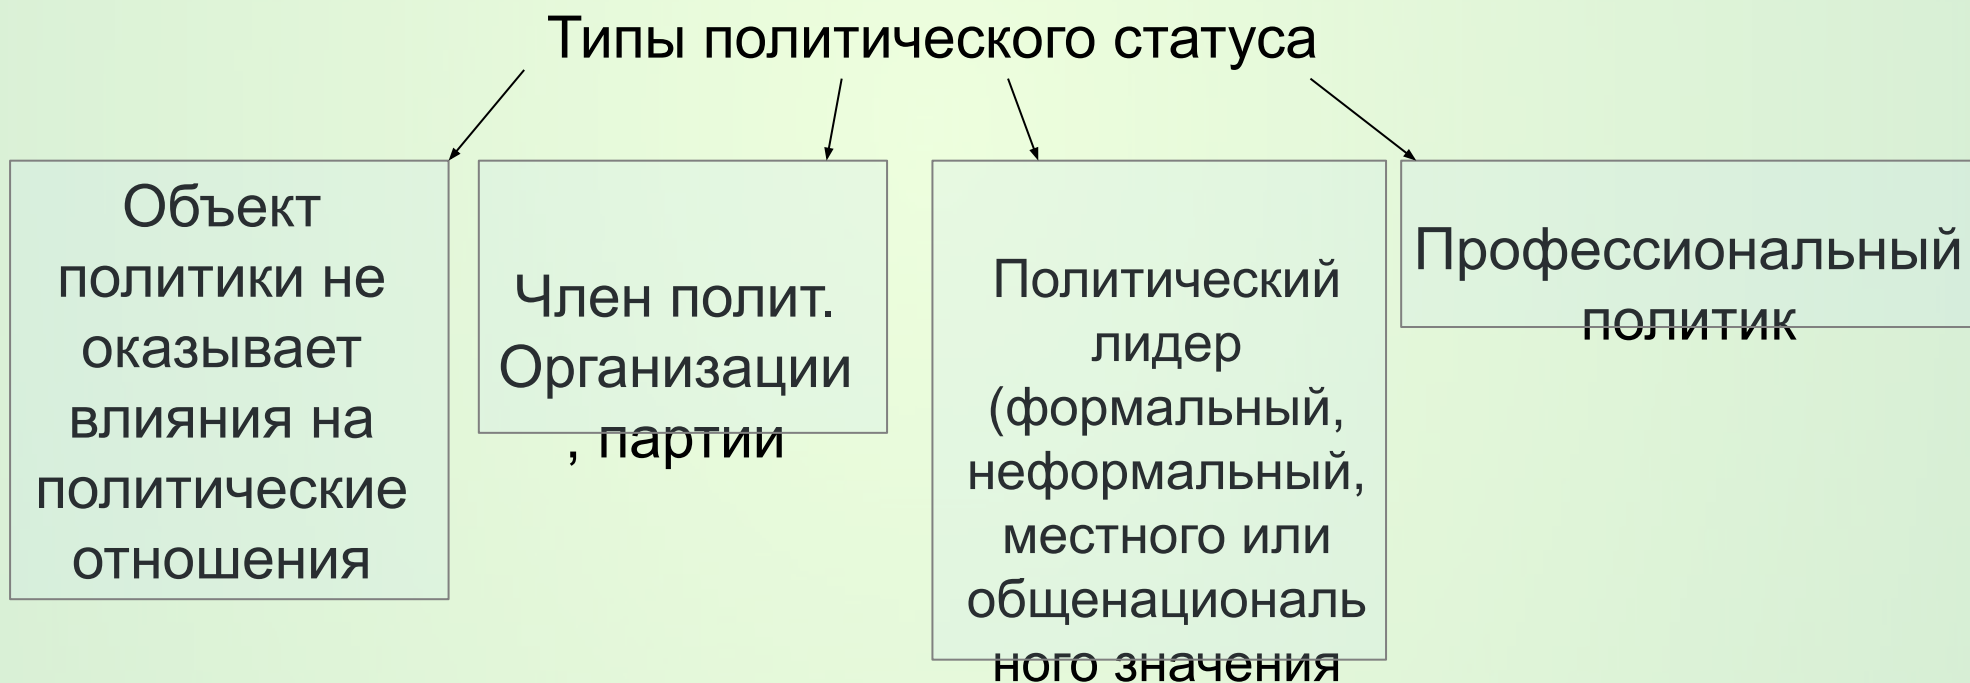 Типы политического статуса
Объект
политики не
оказывает
влияния на
политические
отношения
Член полит.
Организации
, партии
Политический
лидер
(формальный,
неформальный,
местного или
общенациональ
ного значения
Профессиональный
политик